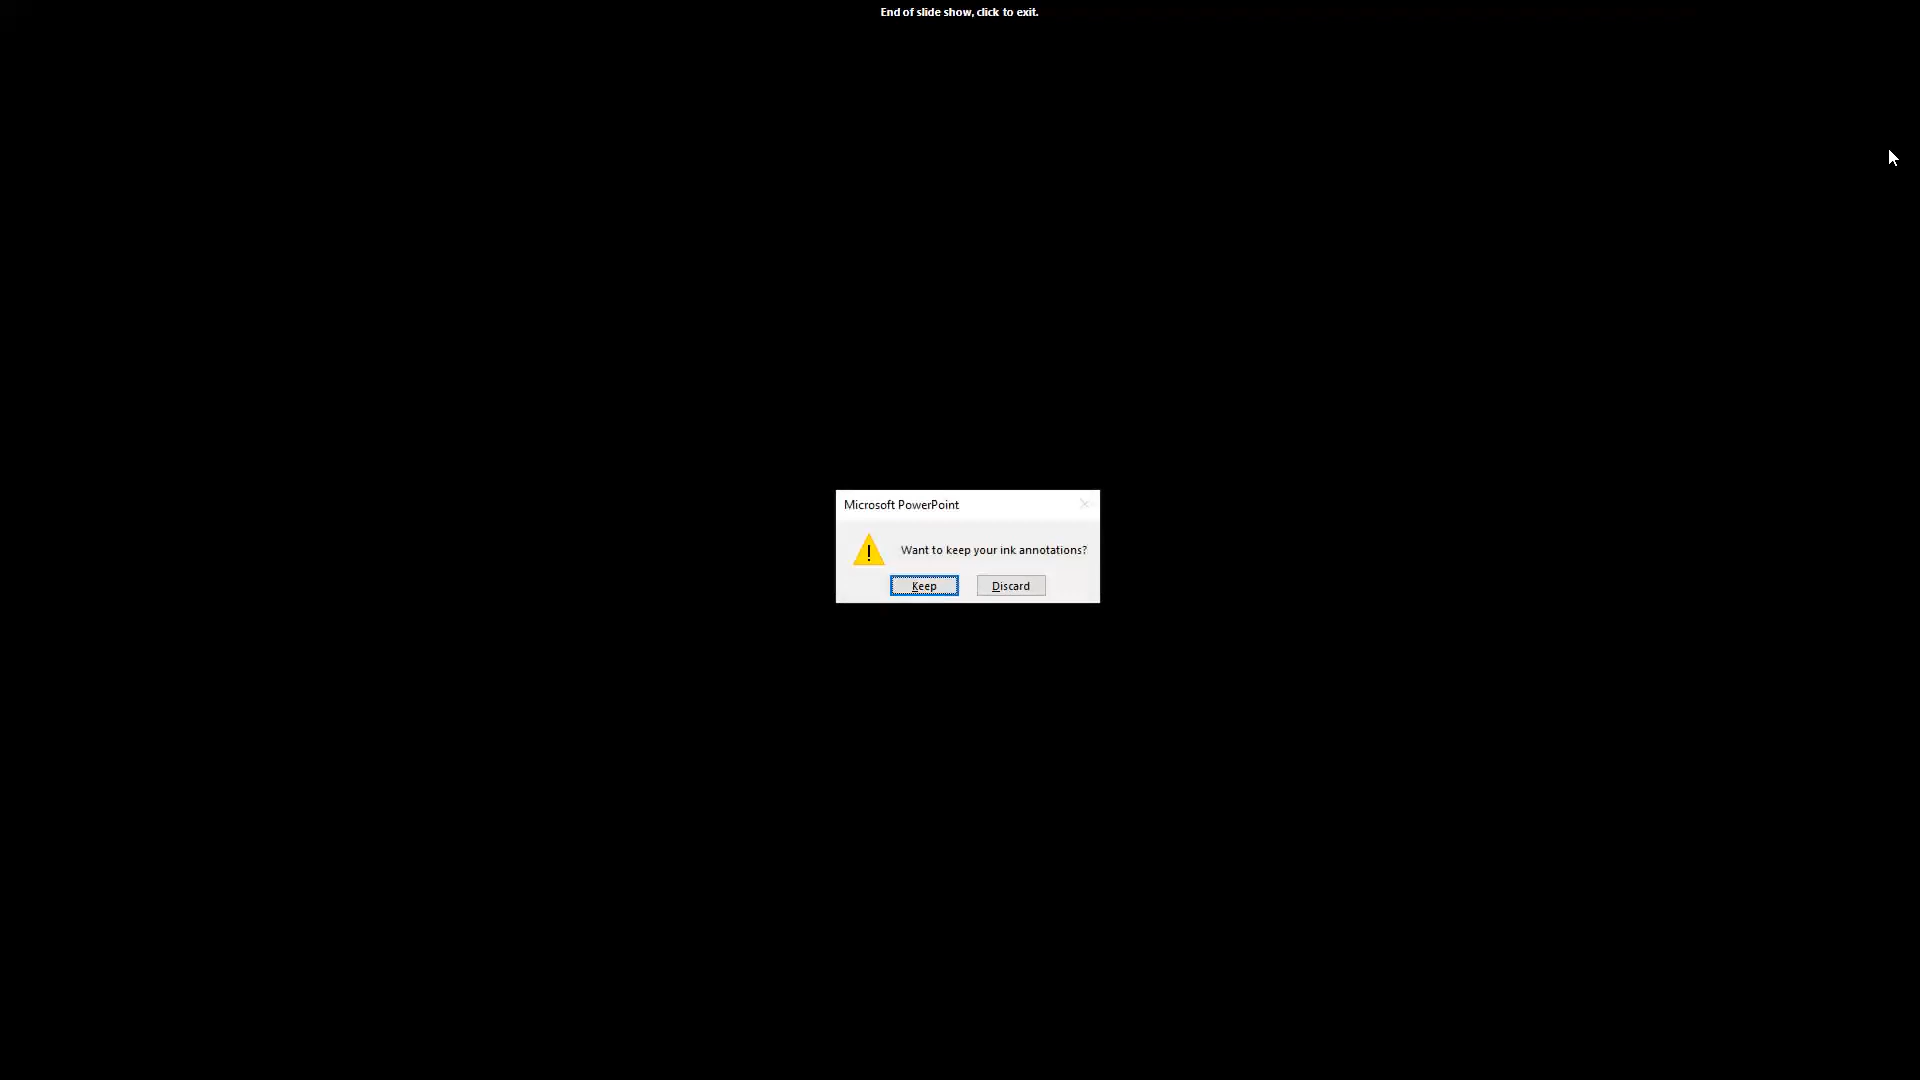 End of slide show, click to exit.
Microsoft PowerPoint
Want to keep your ink annotations?
Keep Discard